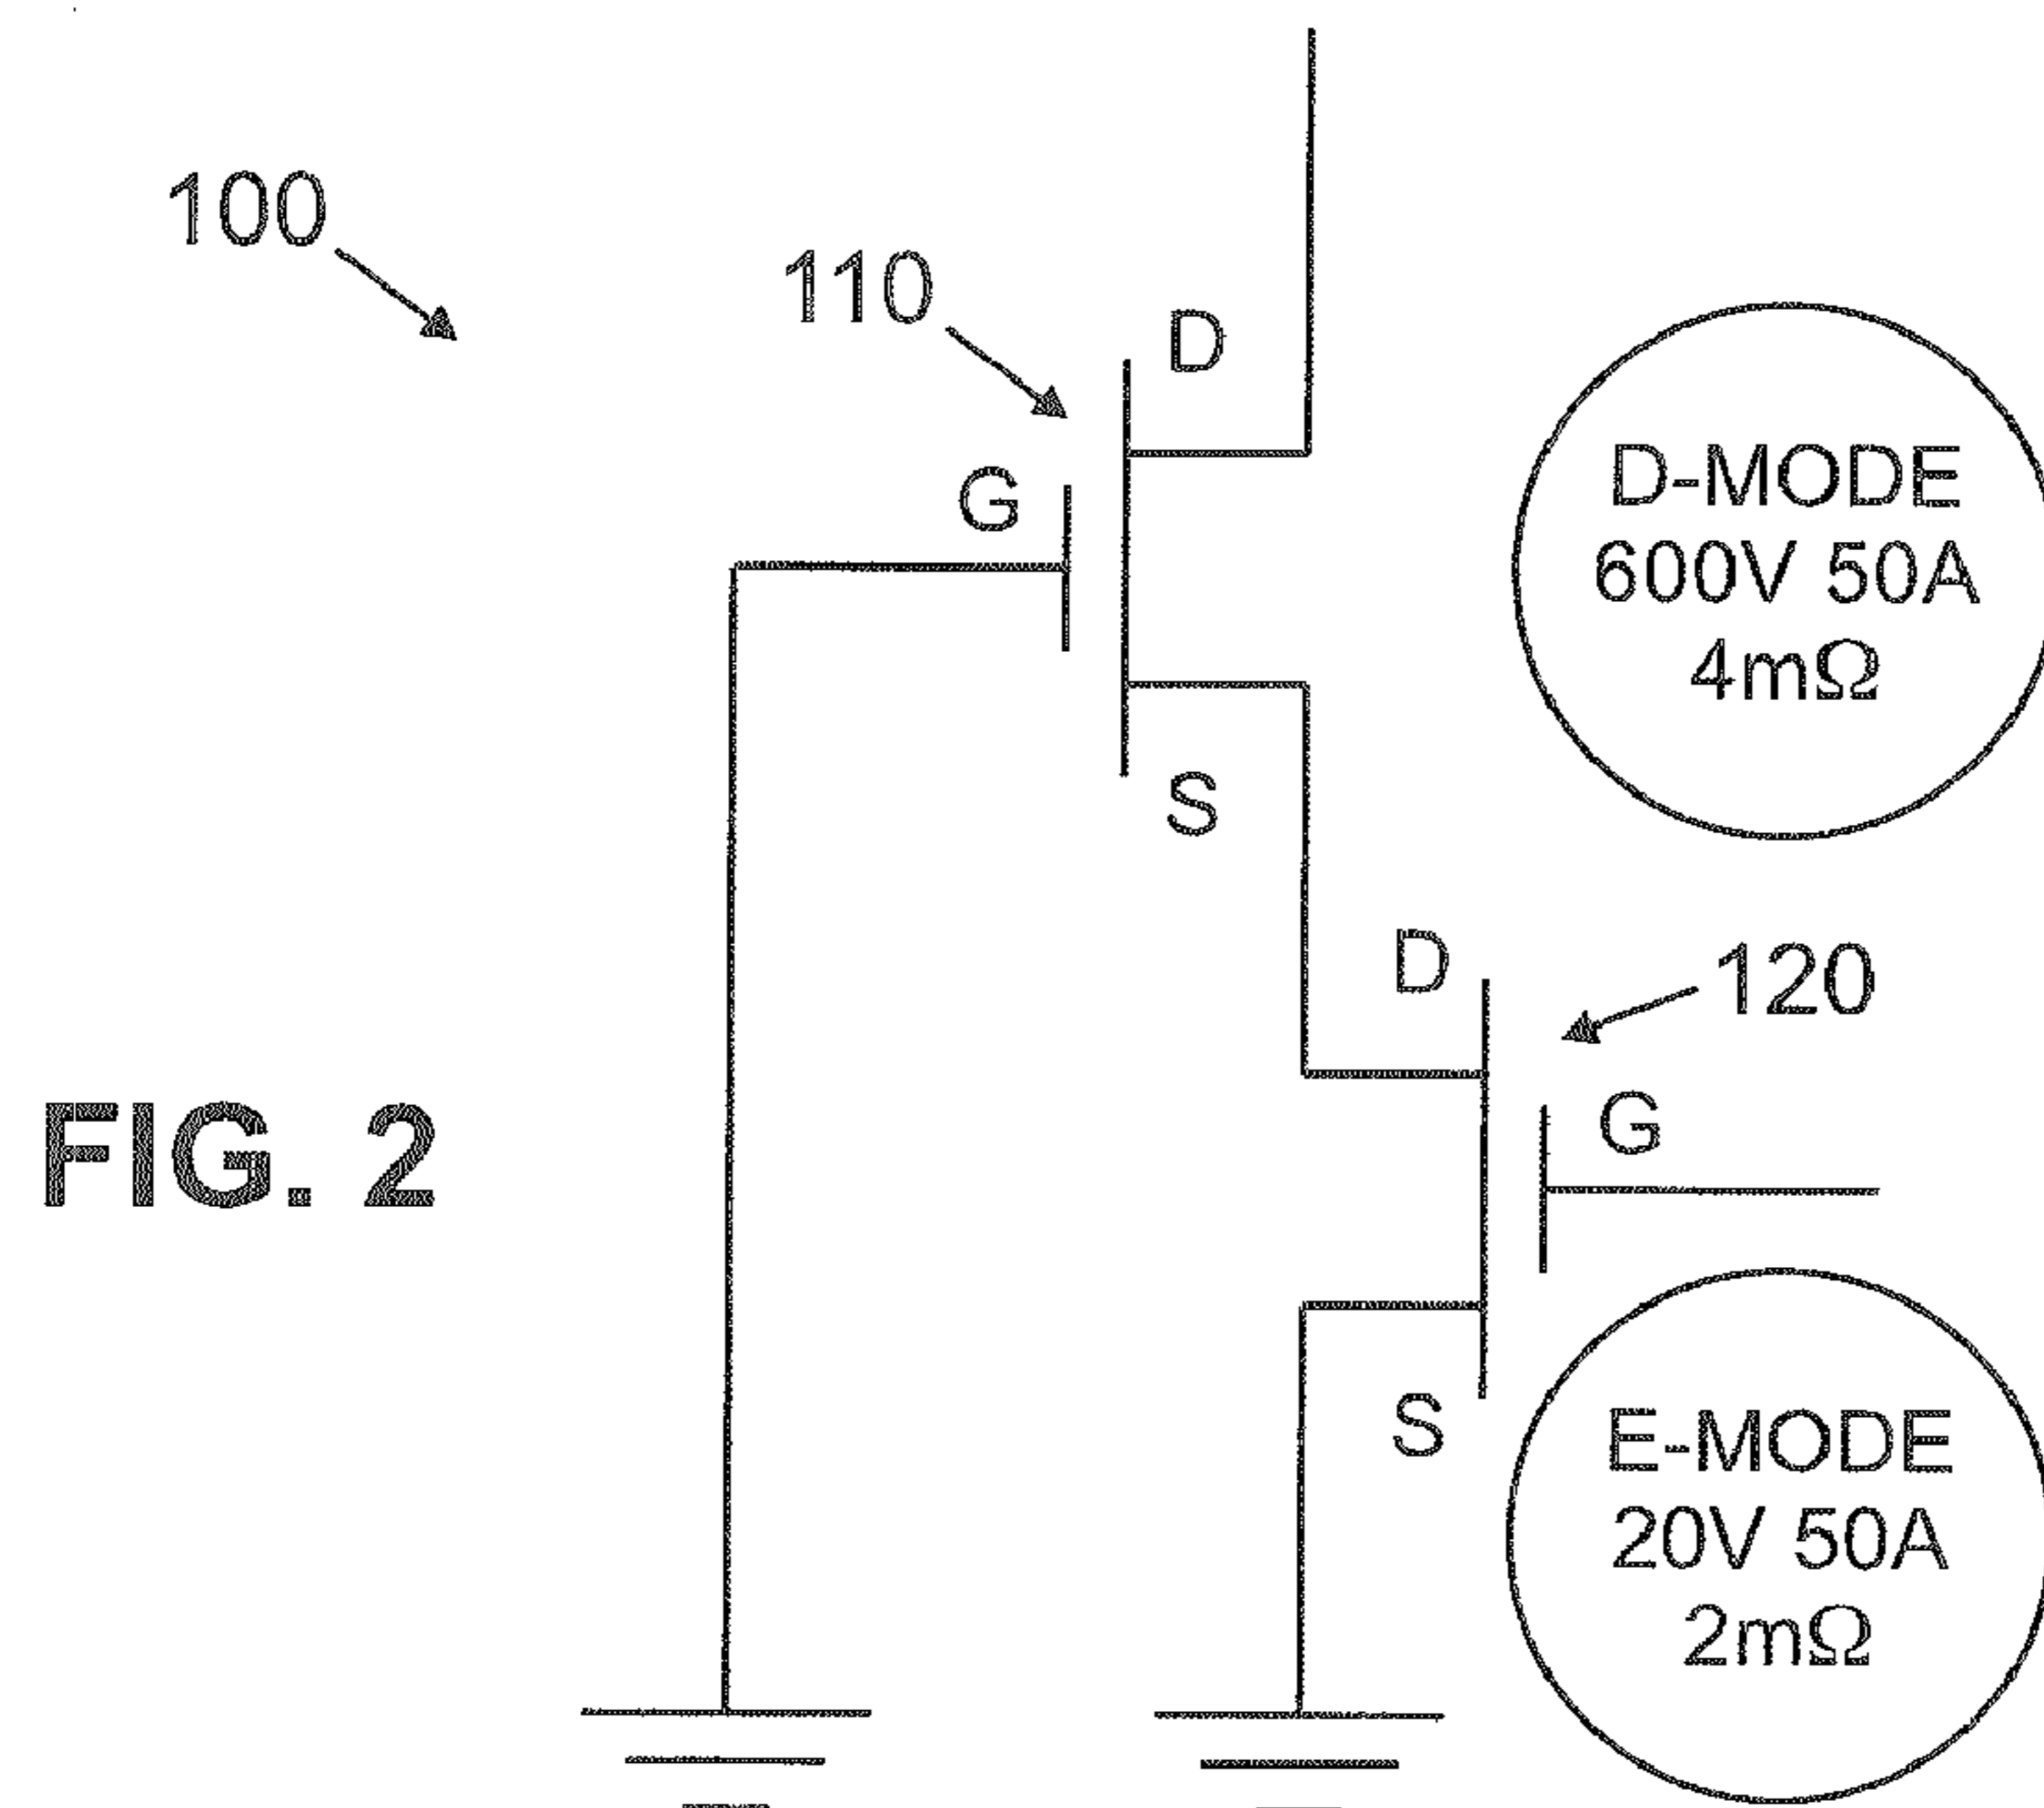 100
110
D
G
D-MODE
600V 50A
4mΩ
S
D
120
G
FIG. 2
S
E-MODE
20V 50A
2mΩ